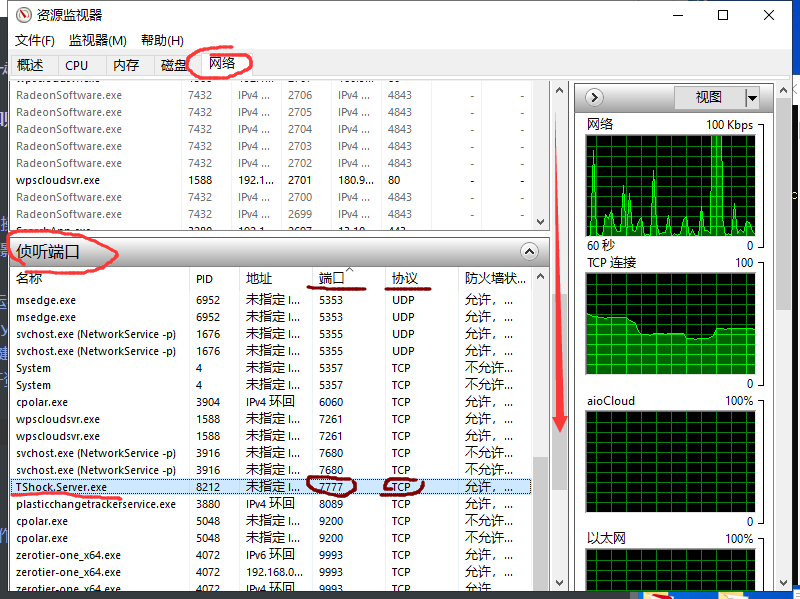 资源监视器
文件(F) 监视器(M) 帮助(H)
概述 CPU 内存 磁盘 网络
RadeonSoftware.exe 7432 IPv4 ... 2706 IPv4 ... 4843 - -
RadeonSoftware.exe 7432 IPv4 ... 2705 IPv4 ... 4843 - -
RadeonSoftware.exe 7432 IPv4 ... 2704 IPv4 ... 4843 - -
RadeonSoftware.exe 7432 IPv4 ... 2703 IPv4 ... 4843 - -
RadeonSoftware.exe 7432 IPv4 ... 2702 IPv4 ... 4843 - -
wpscloudsvr.exe 1588 192.1... 2701 180.9... 80 - -
RadeonSoftware.exe 7432 IPv4 ... 2700 IPv4 ... 4843 - -
RadeonSoftware.exe 7432 IPv4 ... 2699 IPv4 ... 4843 - -
侦听端口
名称 PID 地址 端口 协议 防火墙状...
msedge.exe 6952 未指定 I... 5353 UDP 允许，...
msedge.exe 6952 未指定 I... 5353 UDP 允许，...
svchost.exe (NetworkService -p) 1676 未指定 I... 5355 UDP 允许，...
svchost.exe (NetworkService -p) 1676 未指定 I... 5355 UDP 允许，...
System 4 未指定 I... 5357 TCP 不允许...
System 4 未指定 I... 5357 TCP 不允许...
cpolar.exe 3904 IPv4 环回 6060 TCP 允许，...
wpscloudsvr.exe 1588 未指定 I... 7261 TCP 允许，...
wpscloudsvr.exe 1588 未指定 I... 7261 TCP 允许，...
svchost.exe (NetworkService -p) 3916 未指定 I... 7680 TCP 不允许...
svchost.exe (NetworkService -p) 3916 未指定 I... 7680 TCP 不允许...
TShock.Server.exe 8212 未指定 I... 7777 TCP 允许，...
plasticchangetrackerservice.exe 3880 IPv4 环回 8089 TCP 允许，...
cpolar.exe 5048 未指定 I... 9200 TCP 不允许...
cpolar.exe 5048 未指定 I... 9200 TCP 不允许...
zerotier-one_x64.exe 4072 IPv6 环回 9993 TCP 允许，...
zerotier-one_x64.exe 4072 192.168.0... 9993 TCP 允许，...
zerotier-one_x64.exe 4072 IPv4 环回 9993 TCP 允许，...
视图
网络 100 Kbps
60 秒 0
TCP 连接 100
0
aioCloud 100%
0
以太网 100%